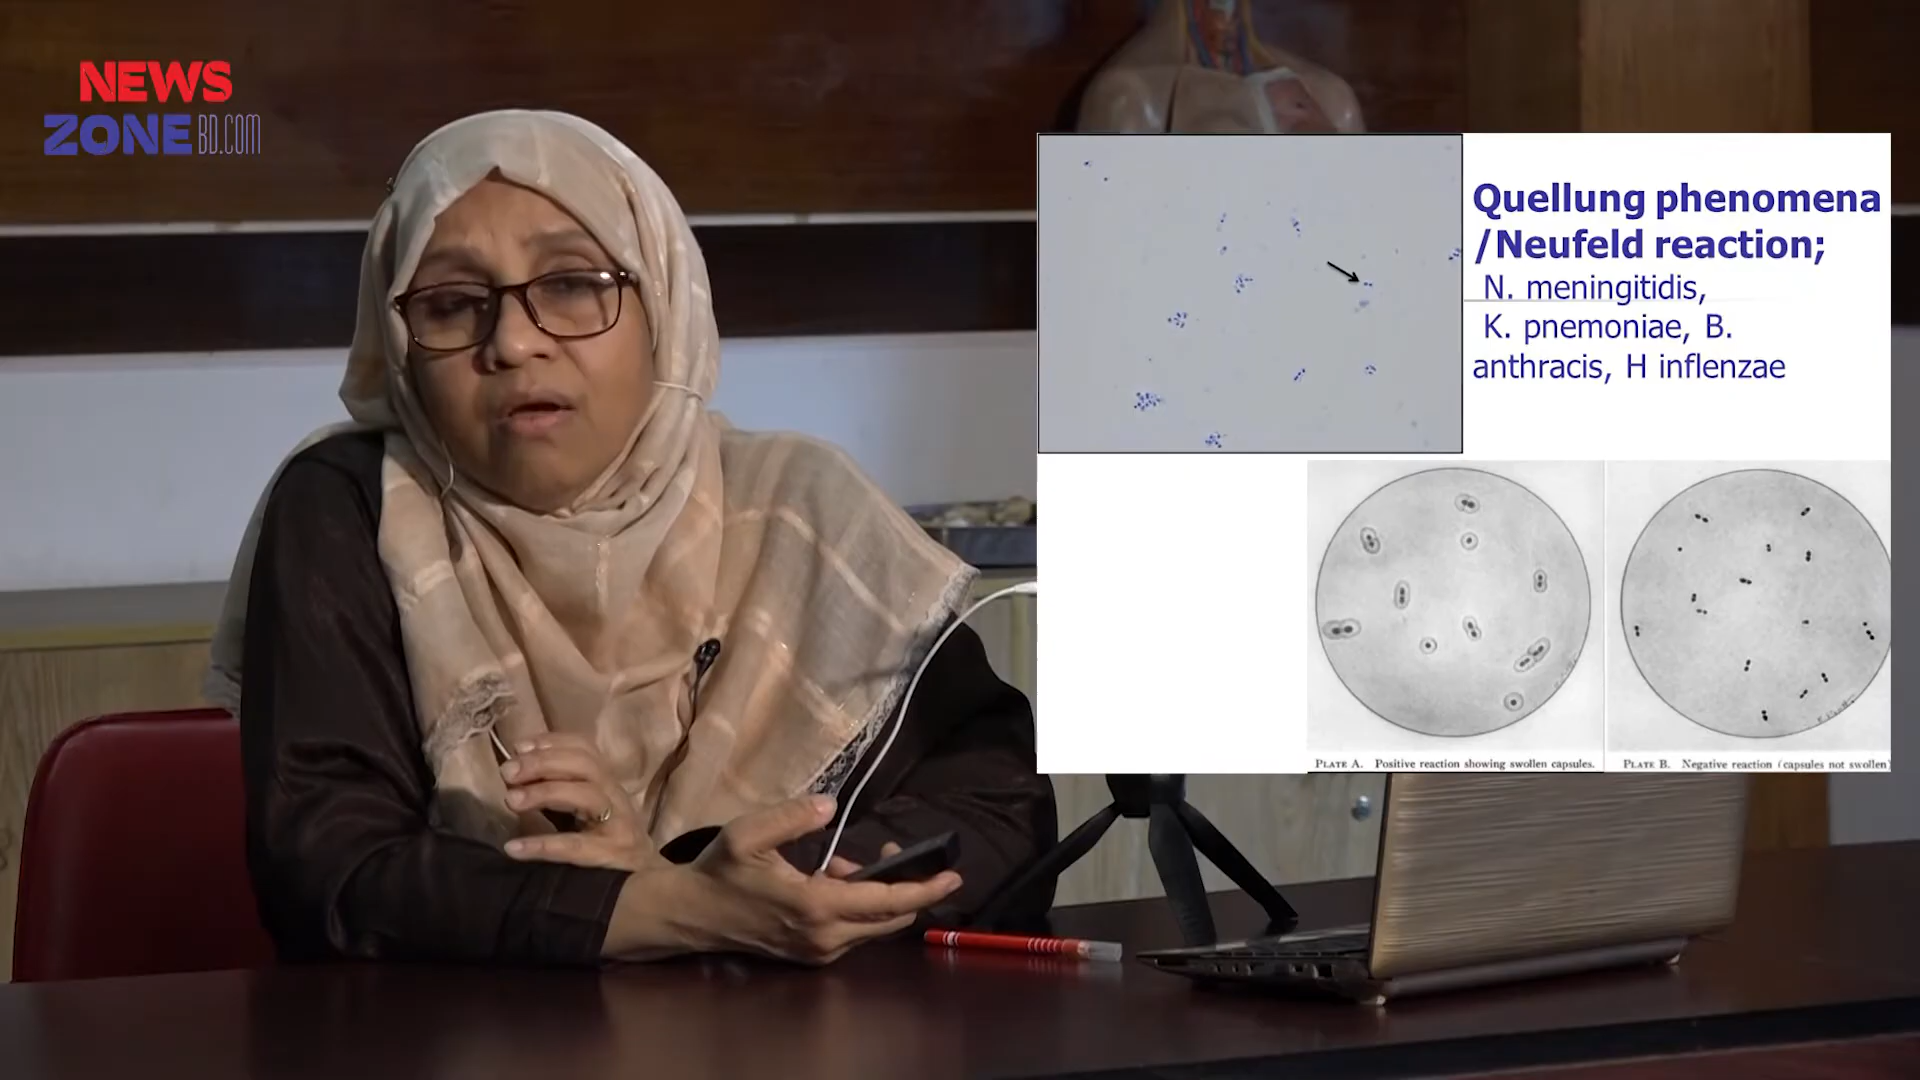 NEWS
ZONE BD.COM
Quellung phenomena
/Neufeld reaction;
N. meningitidis,
K. pnemoniae, B.
anthracis, H inflenzae
PLATE A. Positive reaction showing swollen capsules.
PLATE B. Negative reaction (capsules not swollen)